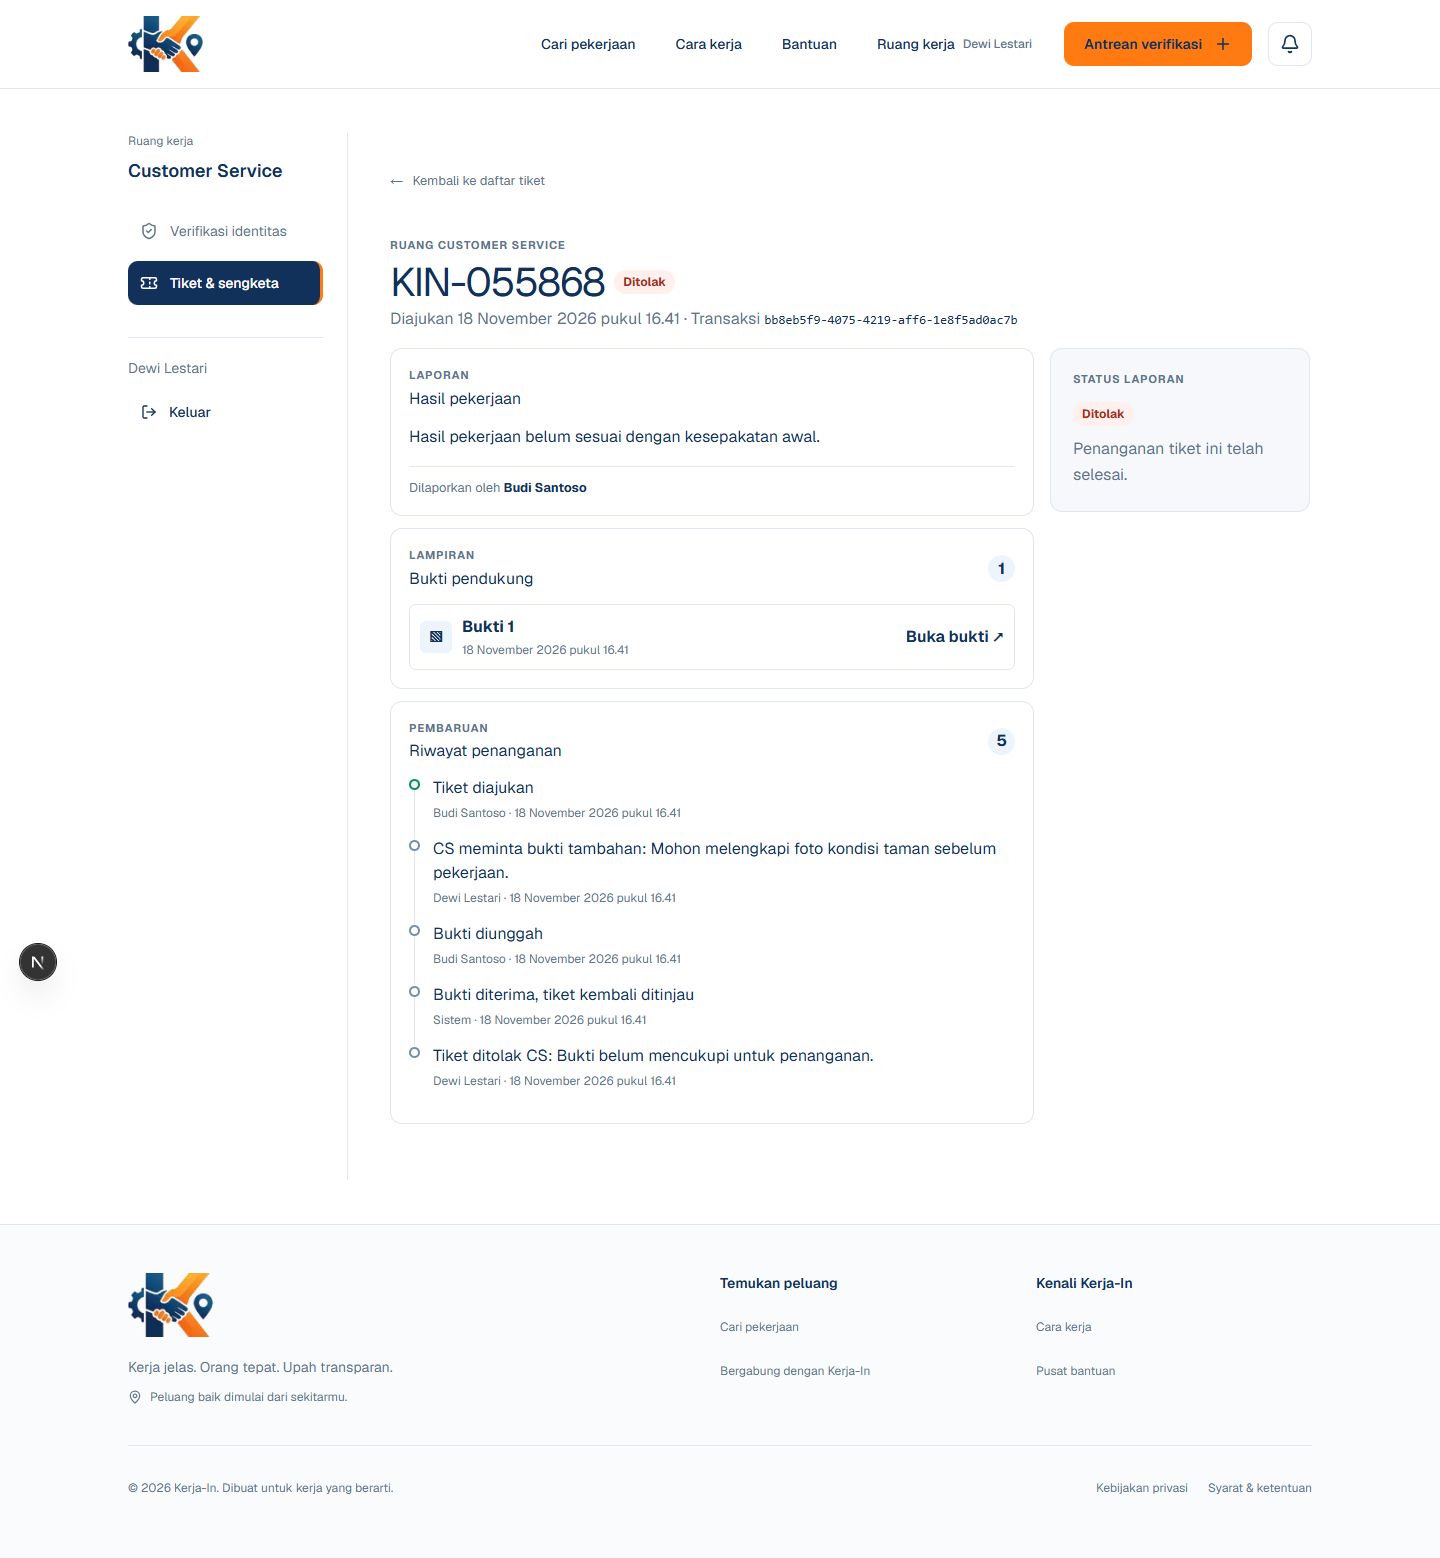 Cari pekerjaan
Cara kerja
Bantuan
Ruang kerja Dewi Lestari
Antrean verifikasi
Ruang kerja
Customer Service
Verifikasi identitas
Tiket & sengketa
Dewi Lestari
Keluar
← Kembali ke daftar tiket
RUANG CUSTOMER SERVICE
KIN-055868 Ditolak
Diajukan 18 November 2026 pukul 16.41 · Transaksi bb8eb5f9-4075-4219-aff6-1e8f5ad0ac7b
LAPORAN
Hasil pekerjaan
Hasil pekerjaan belum sesuai dengan kesepakatan awal.
Dilaporkan oleh Budi Santoso
STATUS LAPORAN
Ditolak
Penanganan tiket ini telah
selesai.
LAMPIRAN
Bukti pendukung
1
Bukti 1
18 November 2026 pukul 16.41
Buka bukti ↗
PEMBARUAN
Riwayat penanganan
5
Tiket diajukan
Budi Santoso · 18 November 2026 pukul 16.41
CS meminta bukti tambahan: Mohon melengkapi foto kondisi taman sebelum
pekerjaan.
Dewi Lestari · 18 November 2026 pukul 16.41
Bukti diunggah
Budi Santoso · 18 November 2026 pukul 16.41
Bukti diterima, tiket kembali ditinjau
Sistem · 18 November 2026 pukul 16.41
Tiket ditolak CS: Bukti belum mencukupi untuk penanganan.
Dewi Lestari · 18 November 2026 pukul 16.41
N
Kerja jelas. Orang tepat. Upah transparan.
Peluang baik dimulai dari sekitarmu.
Temukan peluang
Cari pekerjaan
Bergabung dengan Kerja-In
Kenali Kerja-In
Cara kerja
Pusat bantuan
© 2026 Kerja-In. Dibuat untuk kerja yang berarti.
Kebijakan privasi
Syarat & ketentuan